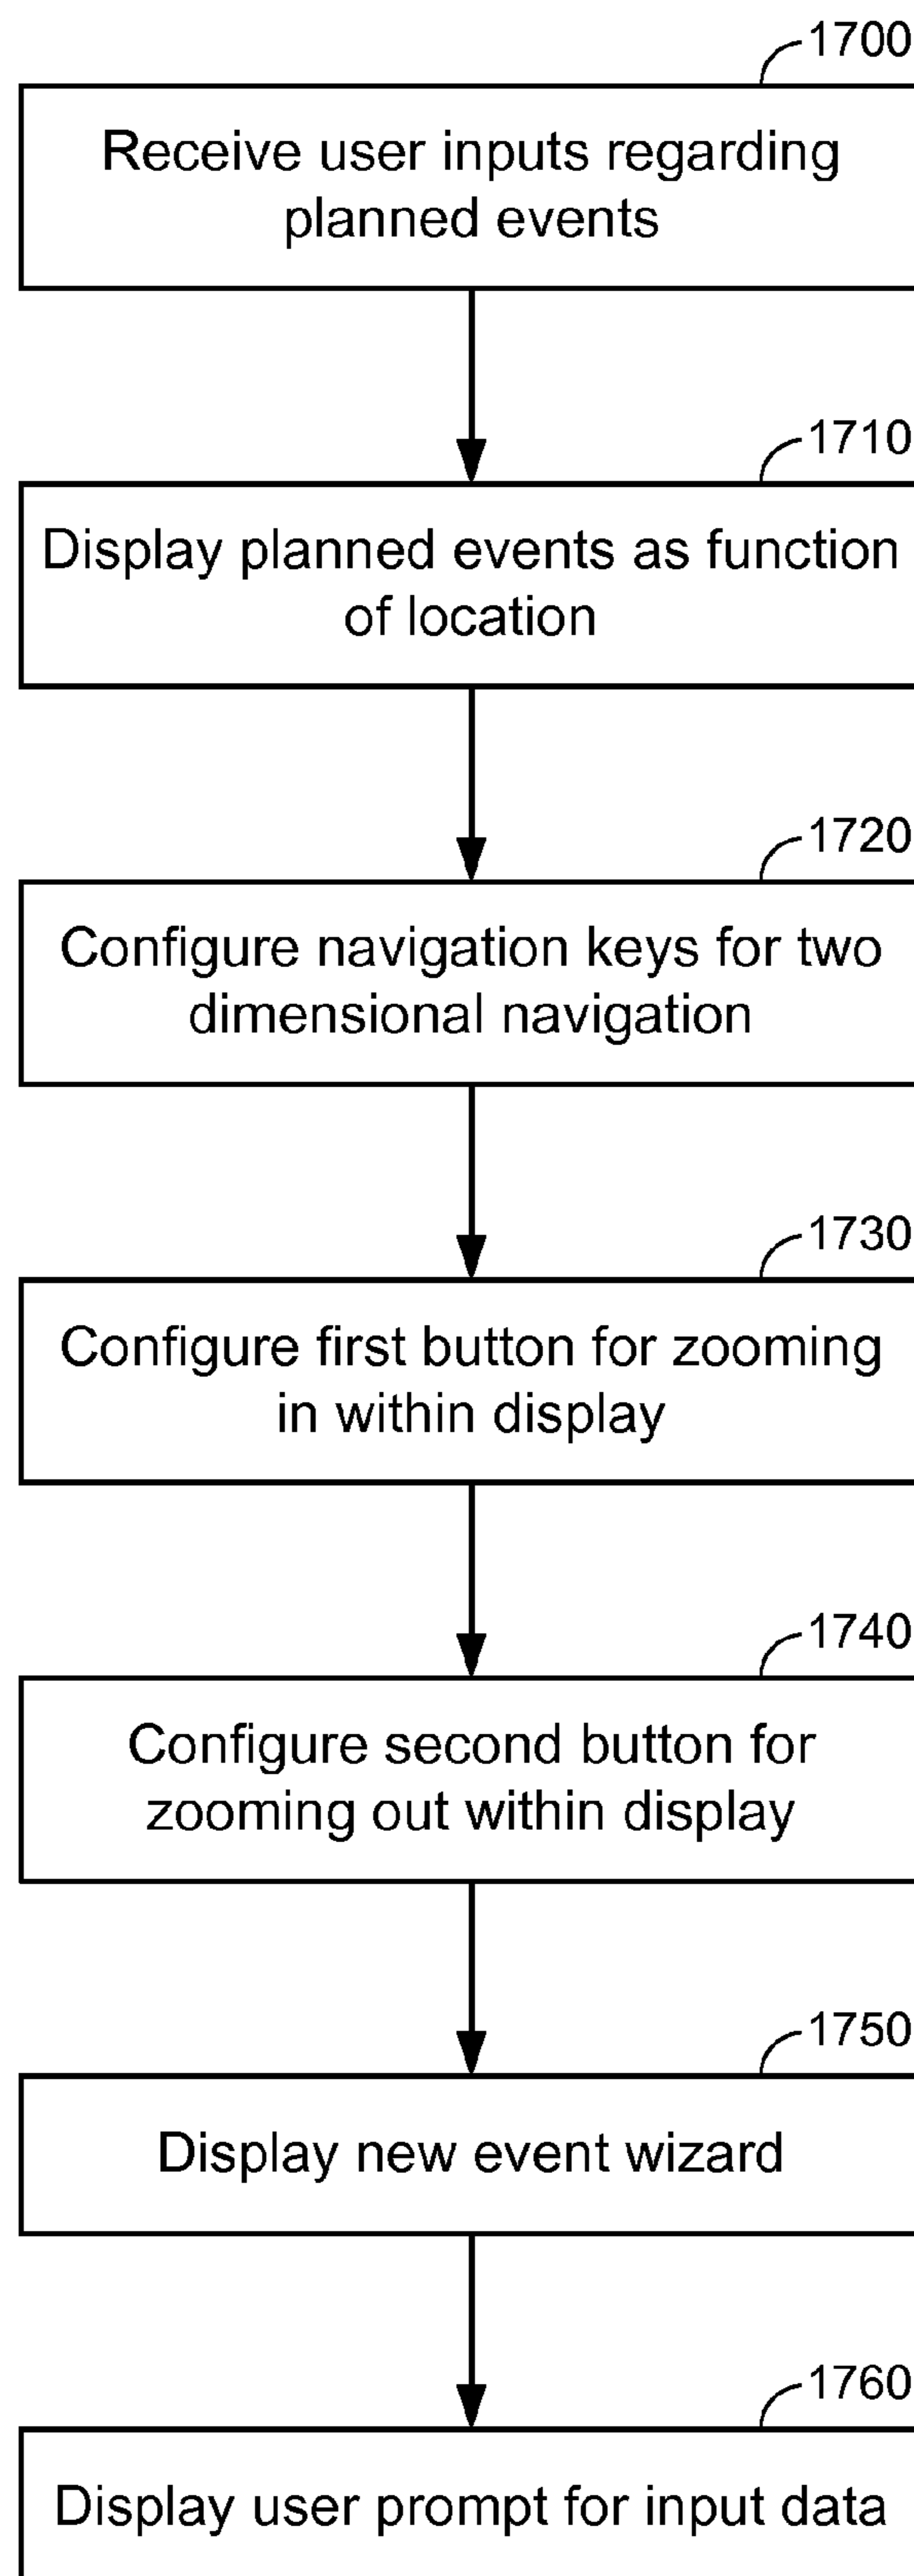 1700
Receive user inputs regarding
planned events
1710
Display planned events as function
of location
1720
Configure navigation keys for two
dimensional navigation
1730
Configure first button for zooming
in within display
1740
Configure second button for
zooming out within display
1750
Display new event wizard
1760
Display user prompt for input data